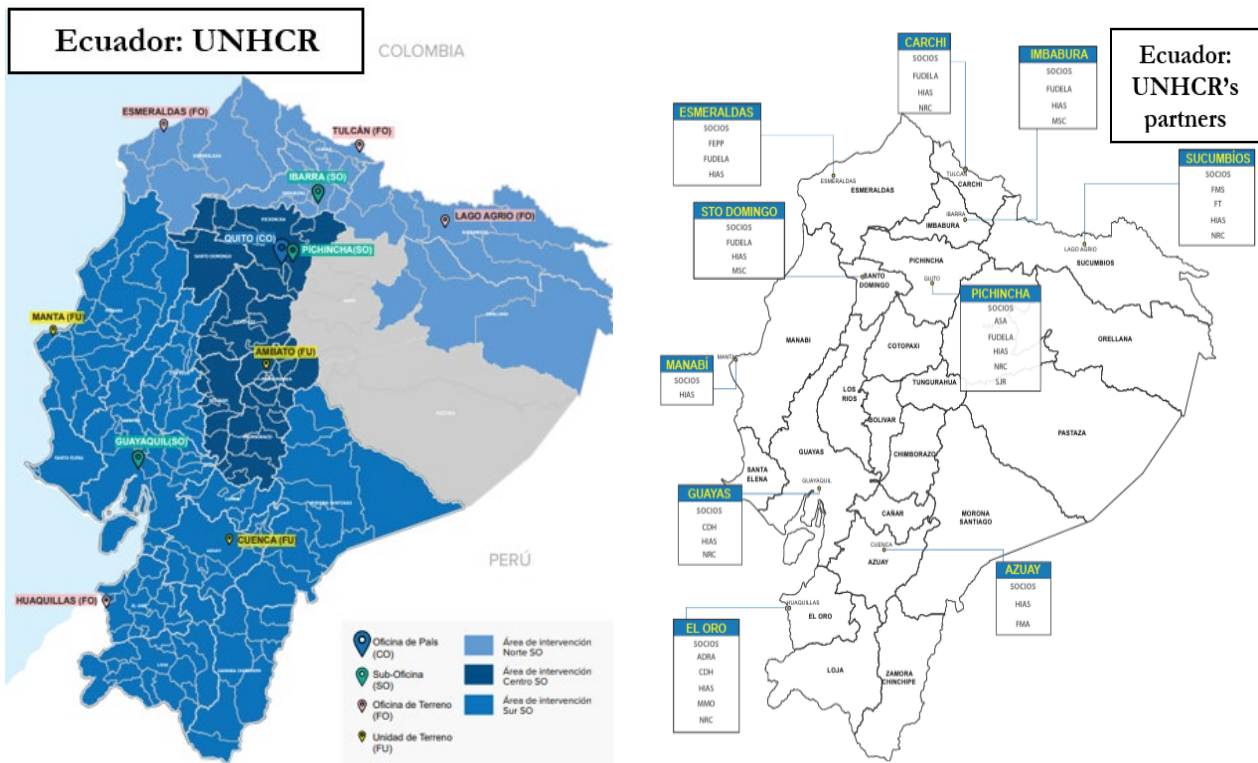 Ecuador: UNHCR
COLOMBIA
ESMERALDAS (FO)
TULCÁN (FO)
IBARRA (SO)
LAGO AGRIO (FO)
PICHINCHA
QUITO (CO)
PICHINCHA(SO)
SANTO DOMINGO
MANTA (FU)
AMBATO (FU)
GUAYAQUIL(SO)
CUENCA (FU)
AZUAY
PERÚ
HUAQUILLAS (FO)
Oficina de País
(CO)
Sub-Oficina
(SO)
Oficina de Terreno
(FO)
Unidad de Terreno
(FU)
Área de intervención
Norte SO
Área de intervención
Centro SO
Área de intervención
Sur SO
Ecuador:
UNHCR's
partners
CARCHI
SOCIOS
FUDELA
HIAS
NRC
IMBABURA
SOCIOS
FUDELA
HIAS
MSC
ESMERALDAS
SOCIOS
FEPP
FUDELA
HIAS
SUCUMBÍOS
SOCIOS
FMS
FT
HIAS
NRC
STO DOMINGO
SOCIOS
FUDELA
HIAS
MSC
PICHINCHA
SOCIOS
ASA
FUDELA
HIAS
NRC
SJR
MANABÍ
SOCIOS
HIAS
GUAYAS
SOCIOS
CDH
HIAS
NRC
AZUAY
SOCIOS
HIAS
FMA
EL ORO
SOCIOS
ADRA
CDH
HIAS
MMO
NRC
ESMERALDAS
ESMERALDAS
TULCÁN
CARCHI
IBARRA
IMBABURA
LAGO AGRIO
SUCUMBIOS
PICHINCHA
QUITO
SANTO
DOMINGO
MANABI
MANTA
COTOPAXI
ORELLANA
TUNGURAHUA
LOS
RIOS
BOLIVAR
PASTAZA
CHIMBORAZO
GUAYAS
SANTA
ELENA
GUAYAQUIL
CAÑAR
MORONA
SANTIAGO
CUENCA
AZUAY
HUAQUILLAS
EL ORO
LOJA
ZAMORA
CHINCHIPE